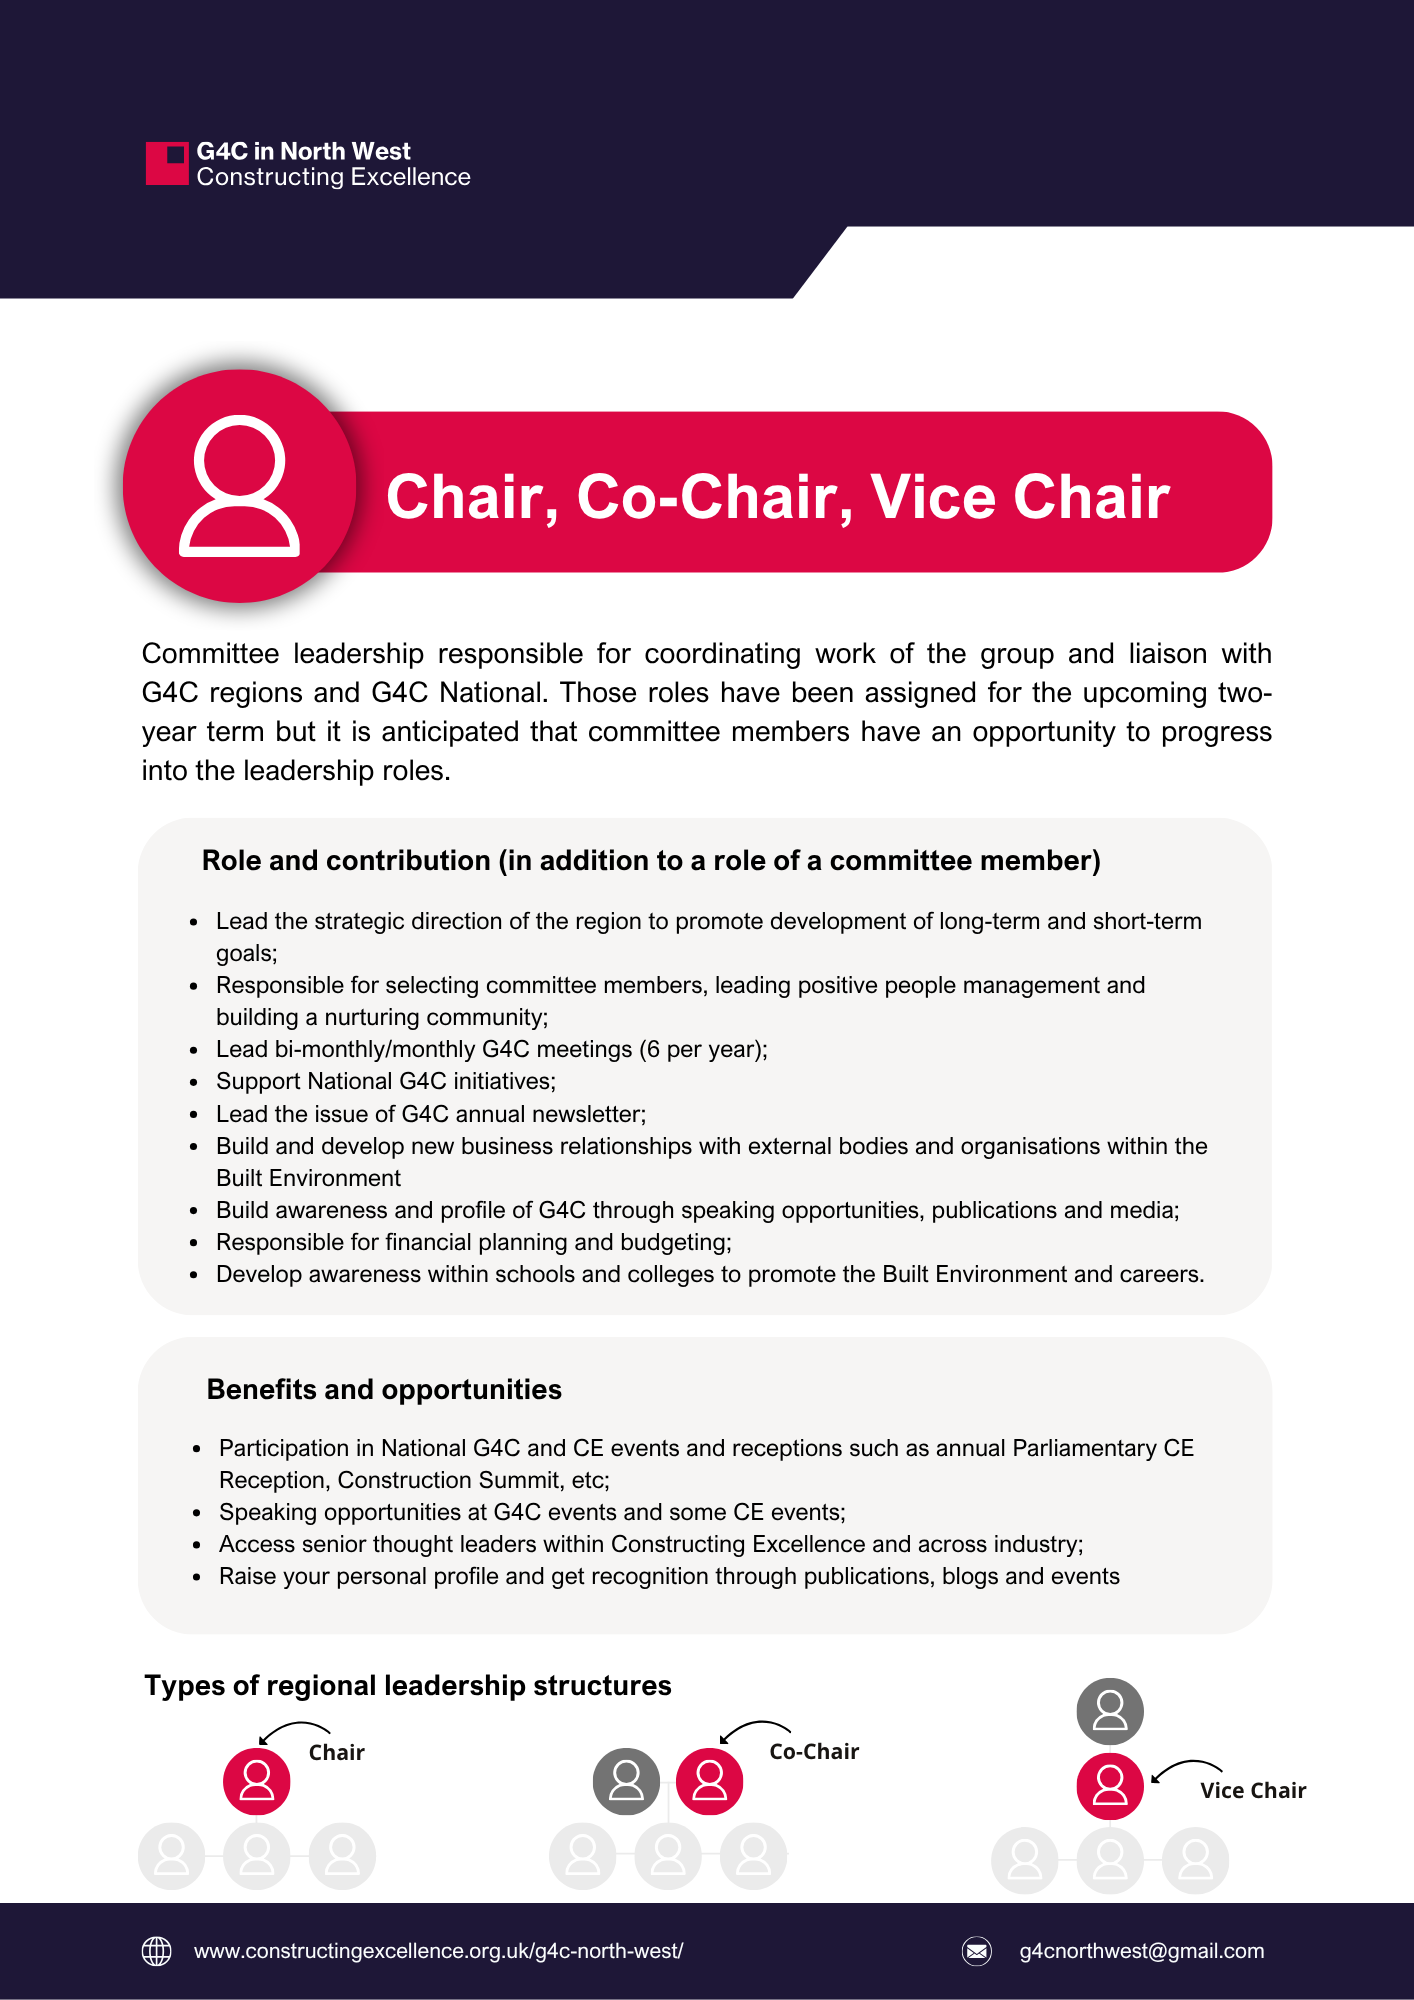 G4C in North West
Constructing Excellence
Chair, Co-Chair, Vice Chair
Committee leadership responsible for coordinating work of the group and liaison with
G4C regions and G4C National. Those roles have been assigned for the upcoming two-
year term but it is anticipated that committee members have an opportunity to progress
into the leadership roles.
Role and contribution (in addition to a role of a committee member)
• Lead the strategic direction of the region to promote development of long-term and short-term
goals;
• Responsible for selecting committee members, leading positive people management and
building a nurturing community;
• Lead bi-monthly/monthly G4C meetings (6 per year);
• Support National G4C initiatives;
• Lead the issue of G4C annual newsletter;
• Build and develop new business relationships with external bodies and organisations within the
Built Environment
• Build awareness and profile of G4C through speaking opportunities, publications and media;
• Responsible for financial planning and budgeting;
• Develop awareness within schools and colleges to promote the Built Environment and careers.
Benefits and opportunities
• Participation in National G4C and CE events and receptions such as annual Parliamentary CE
Reception, Construction Summit, etc;
• Speaking opportunities at G4C events and some CE events;
• Access senior thought leaders within Constructing Excellence and across industry;
• Raise your personal profile and get recognition through publications, blogs and events
Types of regional leadership structures
Chair
Co-Chair
Vice Chair
www.constructingexcellence.org.uk/g4c-north-west/
g4cnorthwest@gmail.com